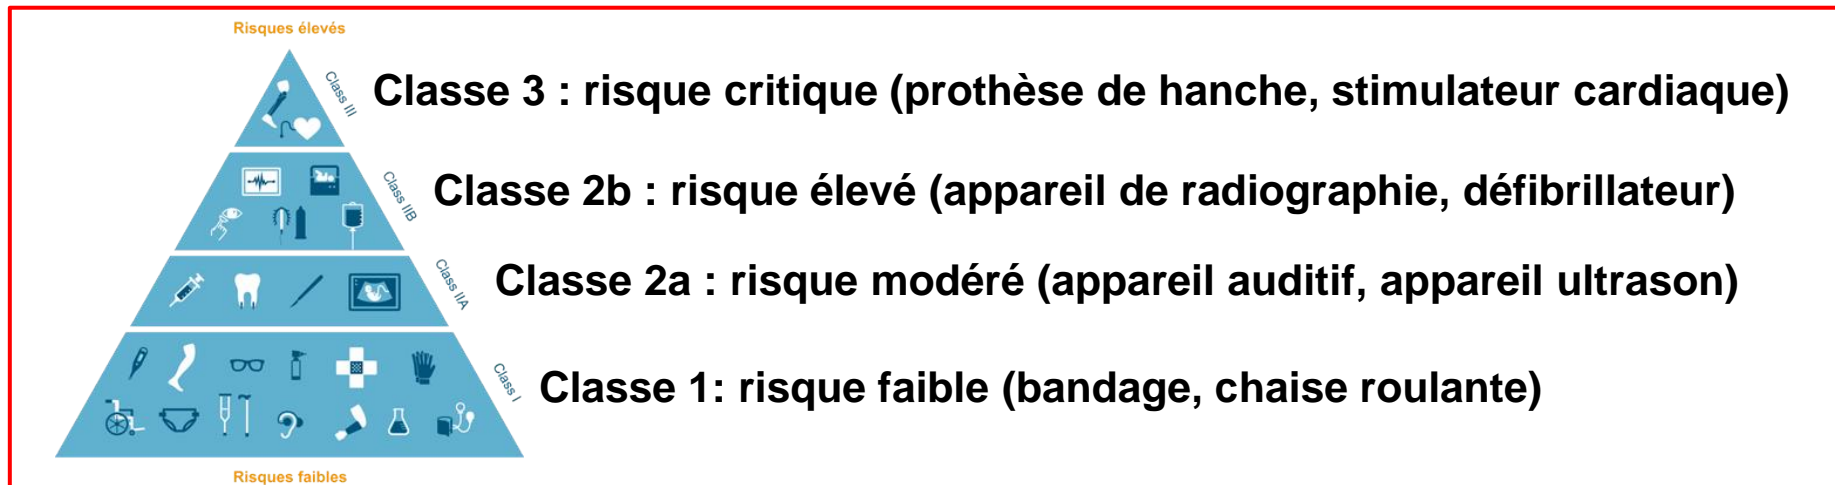 Risques élevés
Class III
Classe 3 : risque critique (prothèse de hanche, stimulateur cardiaque)
Class IIB
Classe 2b : risque élevé (appareil de radiographie, défibrillateur)
Class IIA
Classe 2a : risque modéré (appareil auditif, appareil ultrason)
Class I
Classe 1: risque faible (bandage, chaise roulante)
Risques faibles